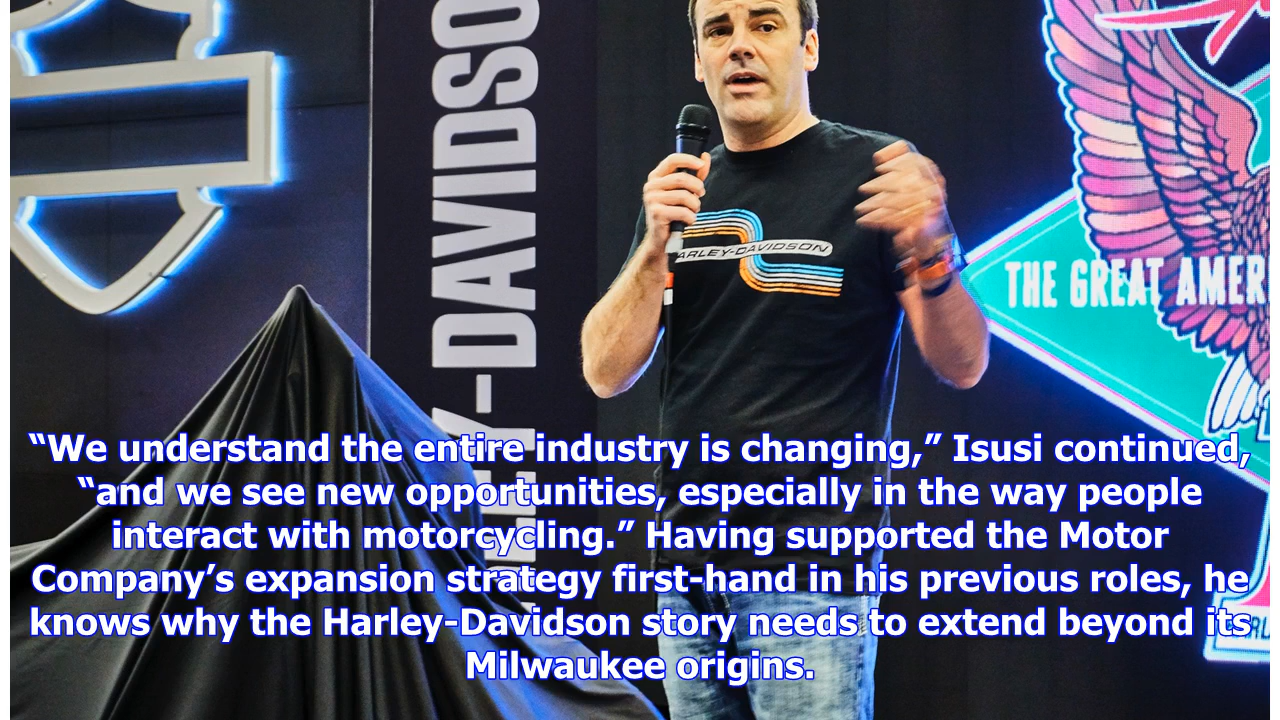 HARLEY-DAVIDSO
ARLEY-DAVIDSON
THE GREAT AMER
“We understand the entire industry is changing,” Isusi continued,
“and we see new opportunities, especially in the way people
interact with motorcycling.” Having supported the Motor
Company’s expansion strategy first-hand in his previous roles, he
knows why the Harley-Davidson story needs to extend beyond its
Milwaukee origins.